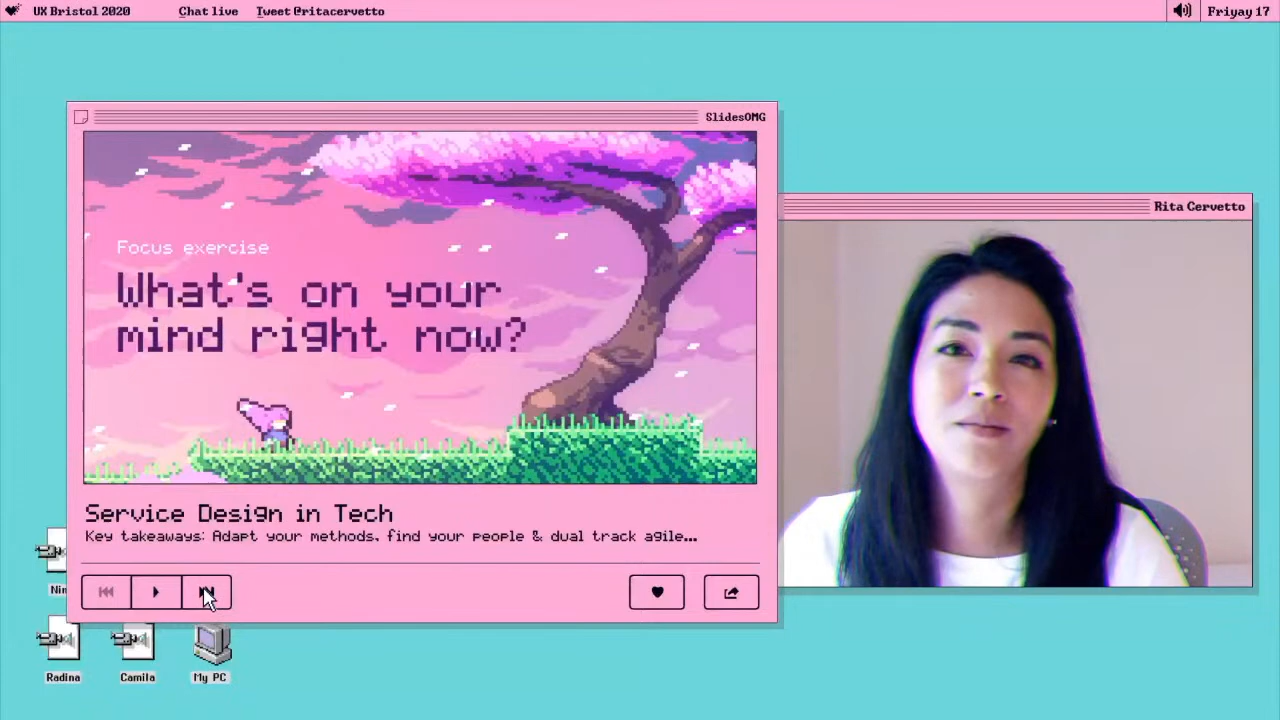 UX Bristol 2020 Chat live Tweet @ritacervetto Friyay 17
SlidesOMG
Focus exercise
What's on your
mind right now?
Rita Cervetto
Service Design in Tech
Key takeaways: Adapt your methods, find your people & dual track agile...
Radina Camila My PC